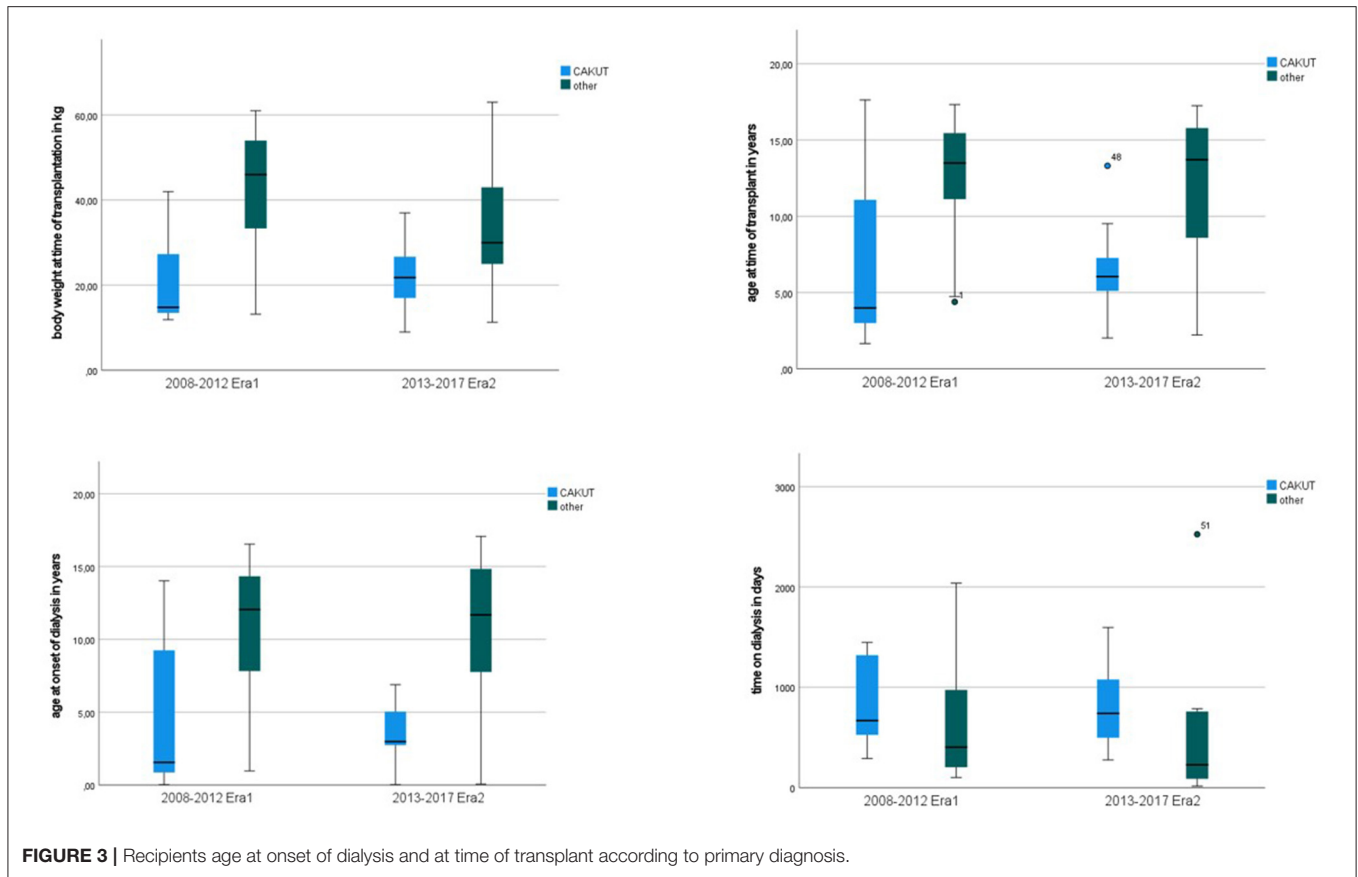 CAKUT
other
body weight at time of transplantation in kg
60,00
40,00
20,00
,00
2008-2012 Era1
2013-2017 Era2
CAKUT
other
age at time of transplant in years
20,00
15,00
10,00
5,00
,00
48
1
2008-2012 Era1
2013-2017 Era2
CAKUT
other
age at onset of dialysis in years
20,00
15,00
10,00
5,00
,00
2008-2012 Era1
2013-2017 Era2
CAKUT
other
time on dialysis in days
3000
2000
1000
0
51
2008-2012 Era1
2013-2017 Era2
FIGURE 3 | Recipients age at onset of dialysis and at time of transplant according to primary diagnosis.